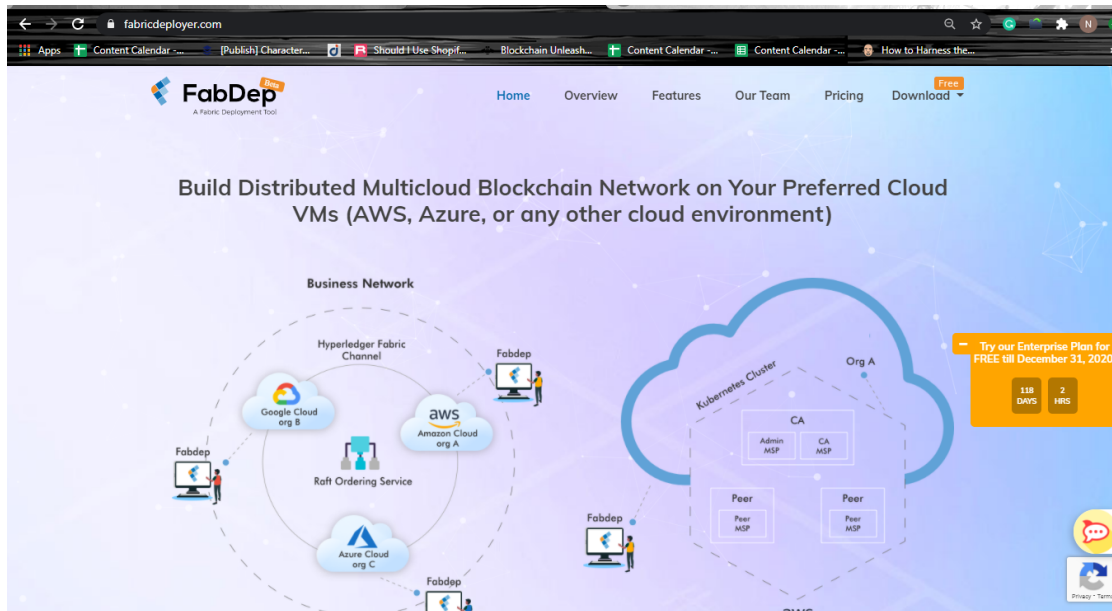 fabricdeployer.com
Apps
Content Calendar -...
[Publish] Character...
Should I Use Shopif...
Blockchain Unleash...
Content Calendar -...
Content Calendar -...
How to Harness the...
FabDep
Beta
A Fabric Deployment Tool
Home
Overview
Features
Our Team
Pricing
Download
Free
Build Distributed Multicloud Blockchain Network on Your Preferred Cloud
VMs (AWS, Azure, or any other cloud environment)
Business Network
Hyperledger Fabric
Channel
Fabdep
Google Cloud
org B
aws
Amazon Cloud
org A
Fabdep
Raft Ordering Service
Azure Cloud
org C
Fabdep
Kubernetes Cluster
Org A
CA
Admin
MSP
CA
MSP
Peer
Peer
MSP
Peer
Peer
MSP
Fabdep
Try our Enterprise Plan for
FREE till December 31, 2020
118
DAYS
2
HRS
N
Privacy - Term